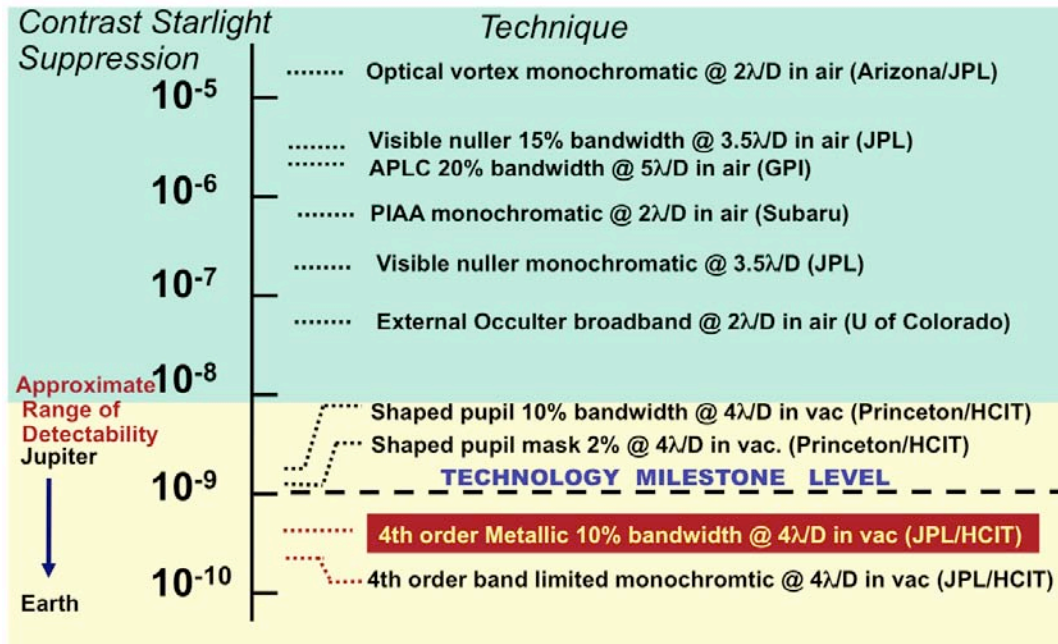 Contrast Starlight
Suppression
Technique
Optical vortex monochromatic @ 2λ/D in air (Arizona/JPL)
10-5
Visible nuller 15% bandwidth @ 3.5λ/D in air (JPL)
APLC 20% bandwidth @ 5λ/D in air (GPI)
10-6
PIAA monochromatic @ 2λ/D in air (Subaru)
Visible nuller monochromatic @ 3.5λ/D (JPL)
10-7
External Occulter broadband @ 2λ/D in air (U of Colorado)
10-8
Approximate
Range of
Detectability
Jupiter
Shaped pupil 10% bandwidth @ 4λ/D in vac (Princeton/HCIT)
Shaped pupil mask 2% @ 4λ/D in vac. (Princeton/HCIT)
TECHNOLOGY MILESTONE LEVEL
10-9
4th order Metallic 10% bandwidth @ 4λ/D in vac (JPL/HCIT)
4th order band limited monochromtic @ 4λ/D in vac (JPL/HCIT)
10-10
Earth